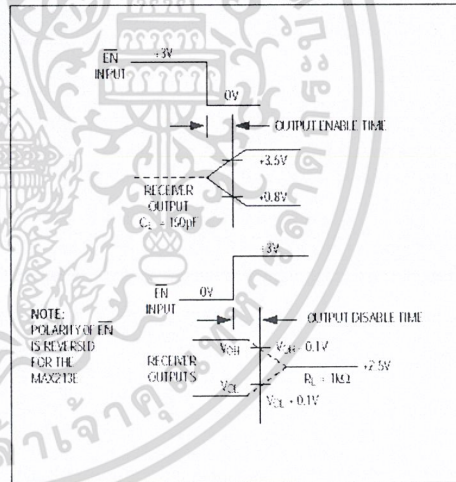 EN
INPUT
+3V
0V
OUTPUT ENABLE TIME
+3.5V
+0.8V
RECEIVER
OUTPUT
CL = 150pF
+3V
EN
INPUT
0V
OUTPUT DISABLE TIME
NOTE:
POLARITY OF EN
IS REVERSED
FOR THE
MAX213E
RECEIVER
OUTPUTS
VOH
VOH - 0.1V
+2.5V
RL = 1kΩ
VOL
VOL + 0.1V